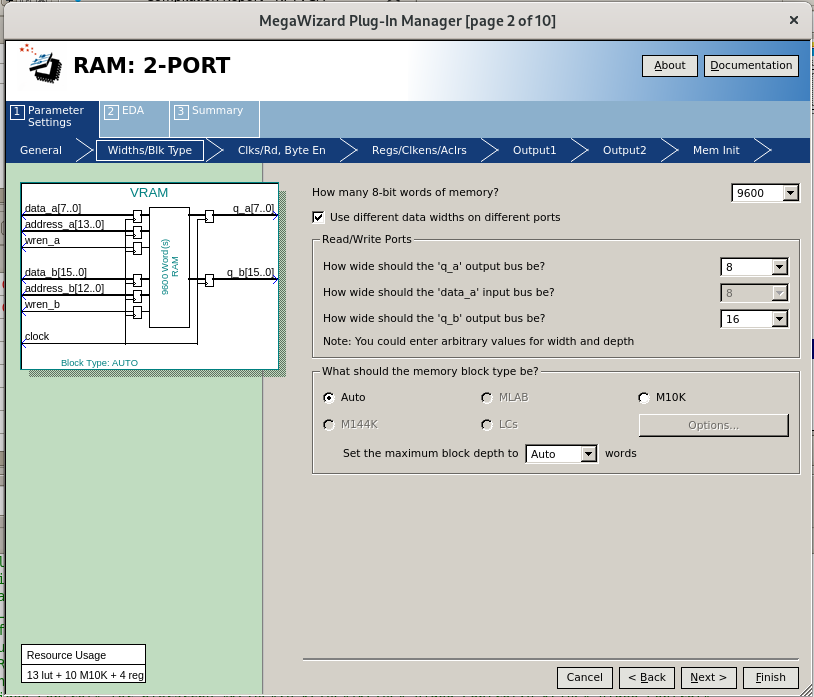 MegaWizard Plug-In Manager [page 2 of 10]
RAM: 2-PORT
About
Documentation
1 Parameter Settings
2 EDA
3 Summary
General
Widths/Blk Type
Clks/Rd, Byte En
Regs/Clkens/Aclrs
Output1
Output2
Mem Init
VRAM
data_a[7..0]
q_a[7..0]
address_a[13..0]
wren_a
data_b[15..0]
q_b[15..0]
address_b[12..0]
wren_b
clock
9600 Word(s)
RAM
Block Type: AUTO
How many 8-bit words of memory?
9600
Use different data widths on different ports
Read/Write Ports
How wide should the 'q_a' output bus be?
8
How wide should the 'data_a' input bus be?
8
How wide should the 'q_b' output bus be?
16
Note: You could enter arbitrary values for width and depth
What should the memory block type be?
Auto
MLAB
M10K
M144K
LCs
Options...
Set the maximum block depth to
Auto
words
Resource Usage
13 lut + 10 M10K + 4 reg
Cancel
< Back
Next >
Finish